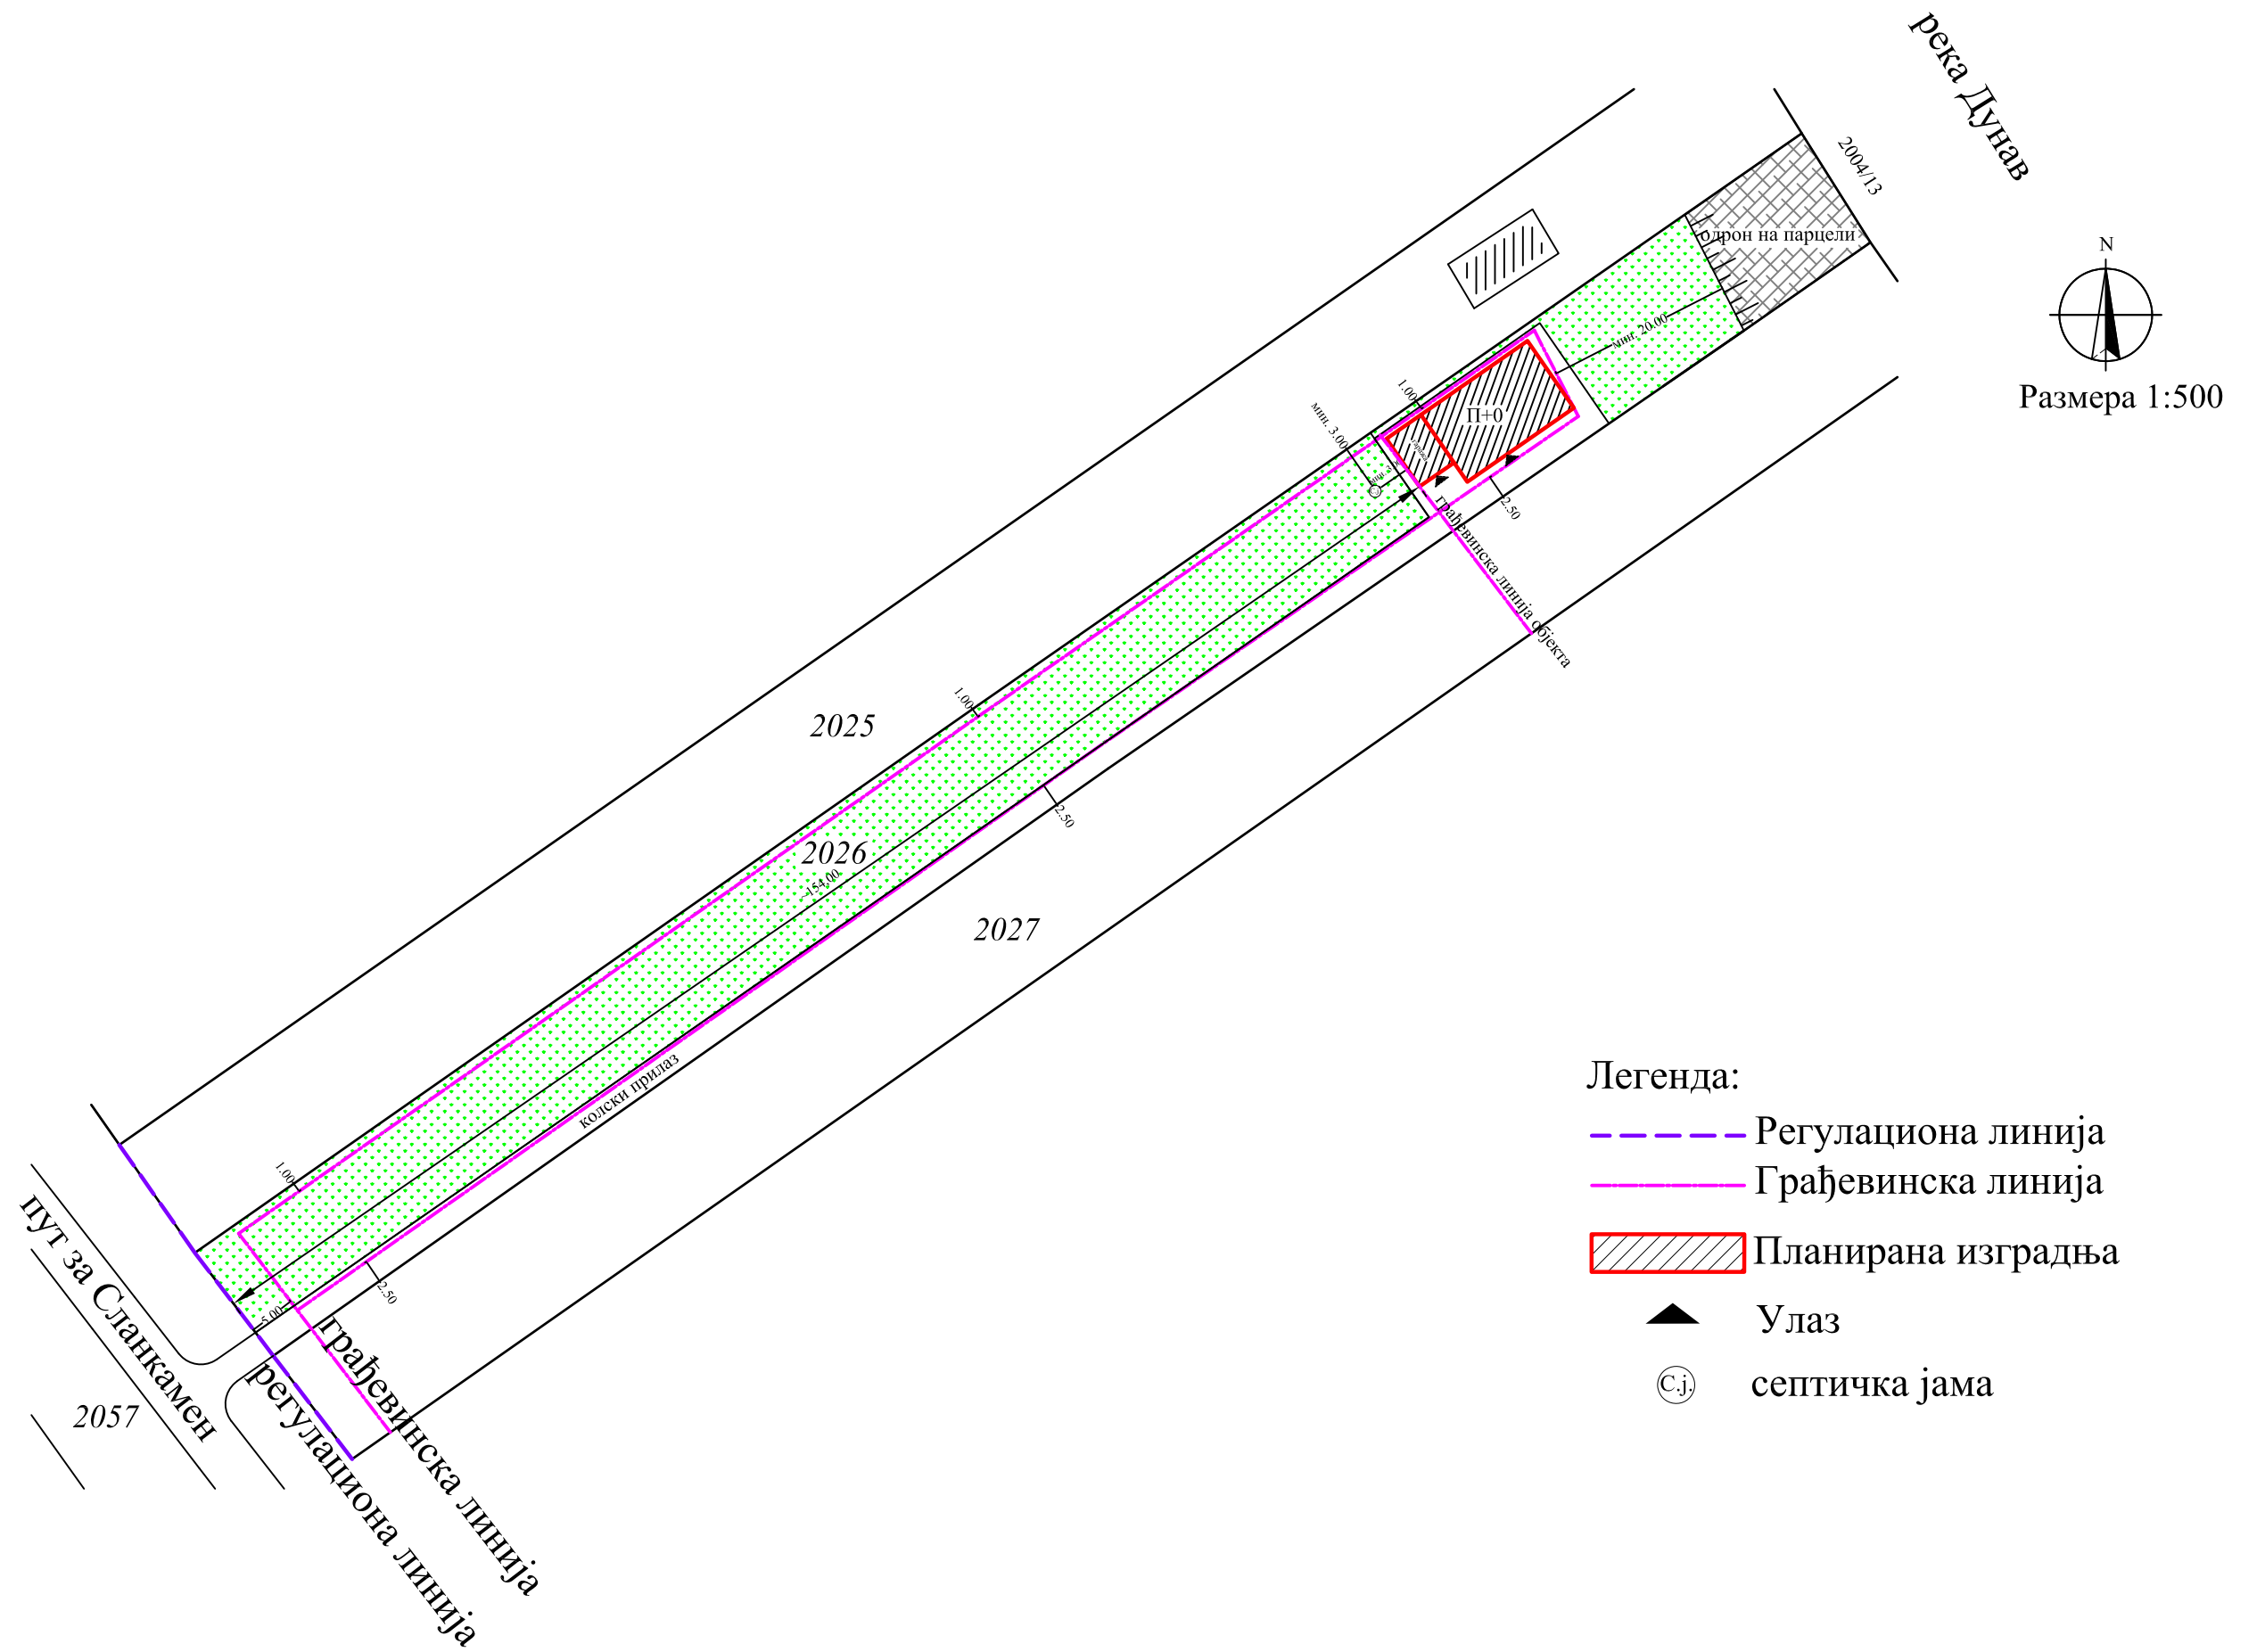 река Дунав
2004/13
одрон на парцели
N
Размера 1:500
мин. 20.00
1.00
П+0
мин. 3.00
гаража
С.ј.
2.50
грађевинска линија објекта
1.00
2025
2026
~154.00
2.50
2027
колски прилаз
1.00
2.50
5.00
пут за Сланкамен
грађевинска линија
регулациона линија
2057
Легенда:
Регулациона линија
Грађевинска линија
Планирана изградња
Улаз
С.ј.
септичка јама